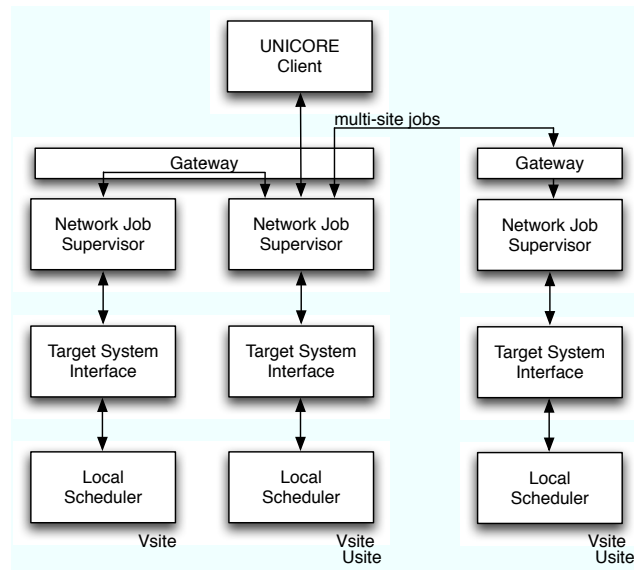 UNICORE
Client
multi-site jobs
Gateway
Gateway
Network Job
Supervisor
Network Job
Supervisor
Network Job
Supervisor
Target System
Interface
Target System
Interface
Target System
Interface
Local
Scheduler
Local
Scheduler
Local
Scheduler
Vsite
Vsite
Usite
Vsite
Usite